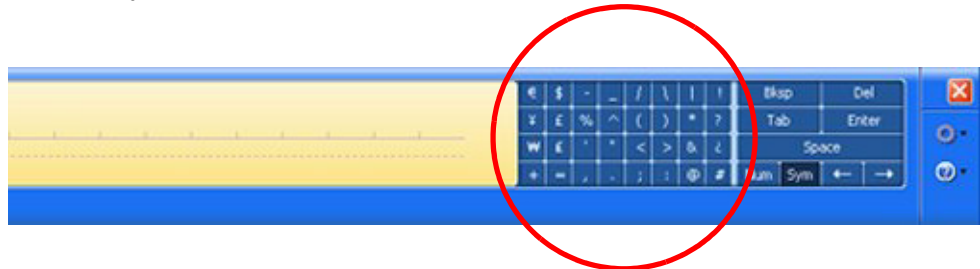 € $ - _ / \ | ! Bksp Del
¥ £ % ^ ( ) * ? Tab Enter
₩ £ ' " < > & ¿ Space
+ = , . ; : @ # Num Sym ← →